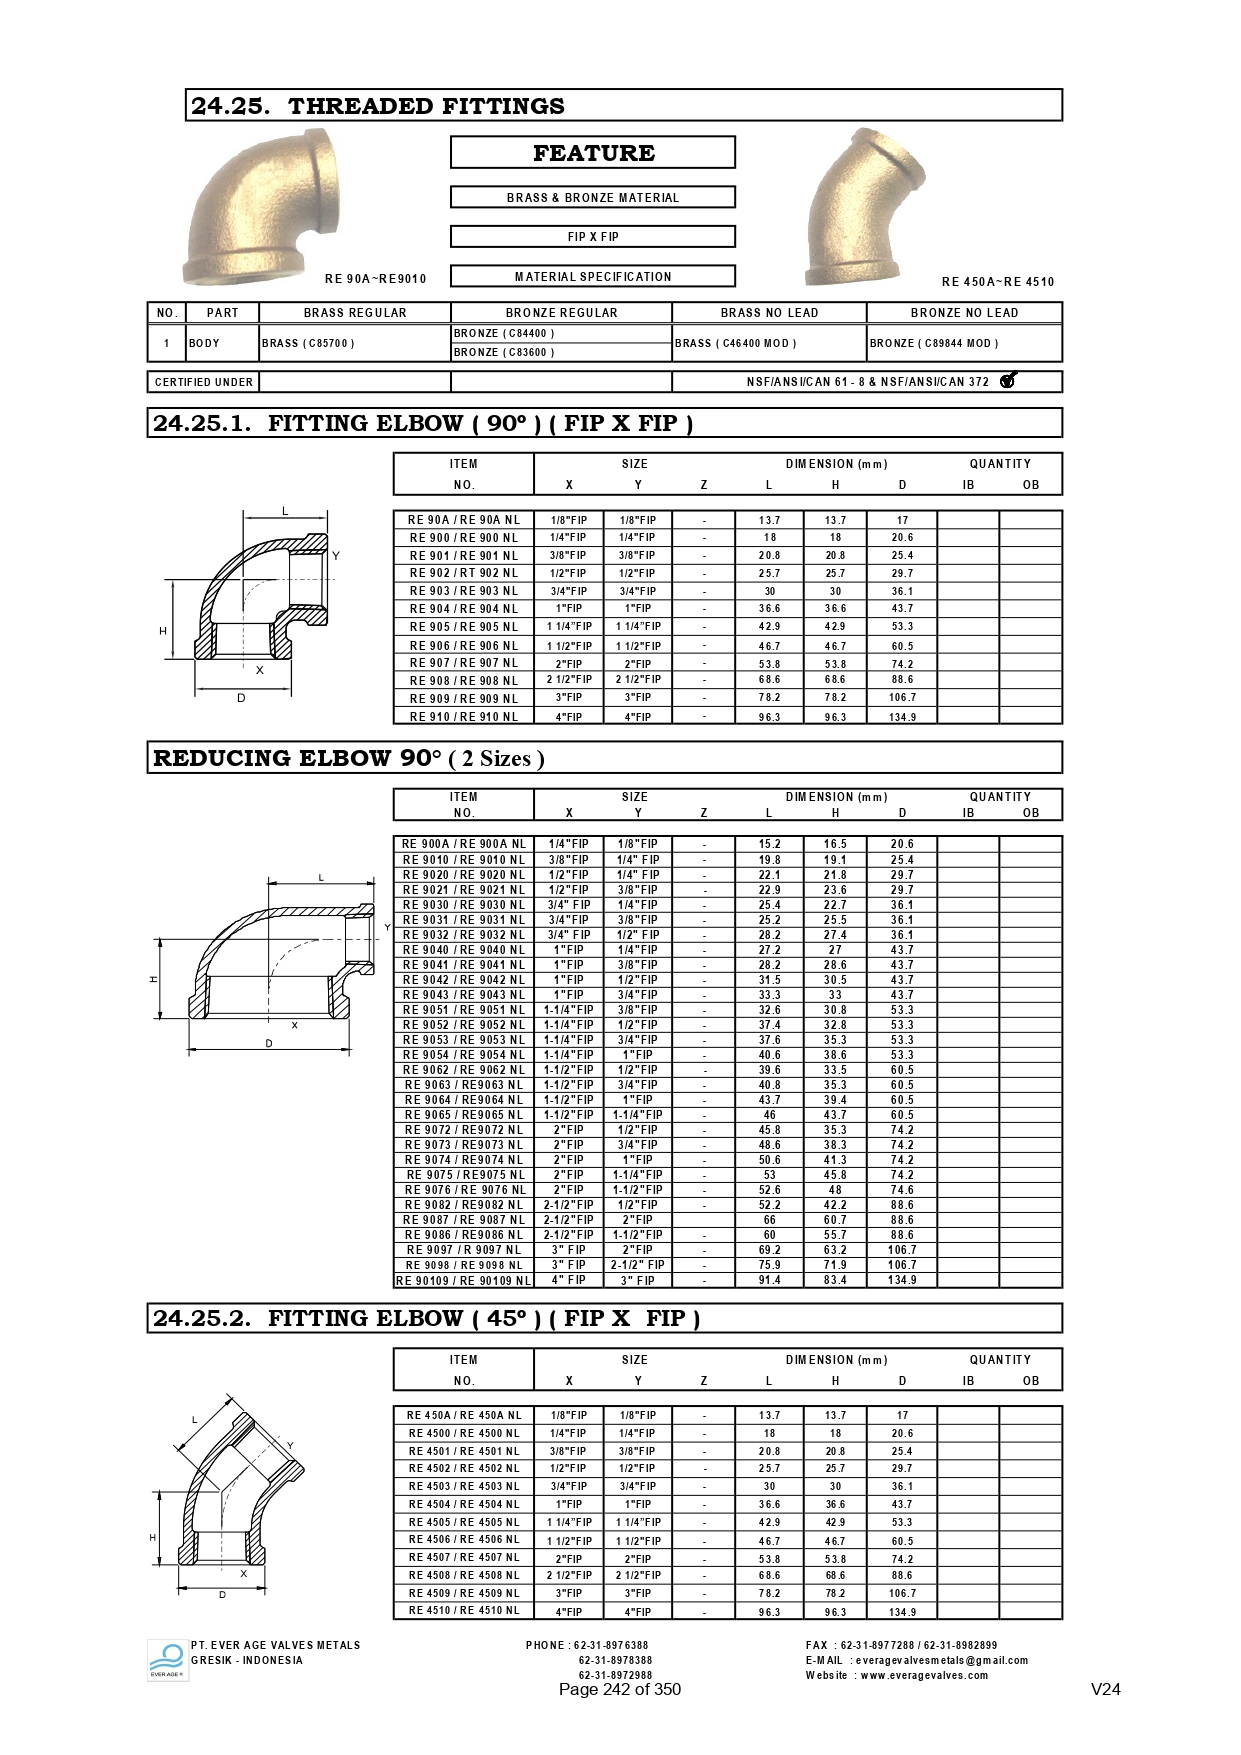 24.25. THREADED FITTINGS
FEATURE
BRASS & BRONZE MATERIAL
FIP X FIP
MATERIAL SPECIFICATION
RE 90A~RE9010
RE 450A~RE 4510
NO. PART BRASS REGULAR BRONZE REGULAR BRASS NO LEAD BRONZE NO LEAD
1 BODY BRASS ( C85700 ) BRONZE ( C84400 ) BRASS ( C46400 MOD ) BRONZE ( C89844 MOD )
BRONZE ( C83600 )
CERTIFIED UNDER NSF/ANSI/CAN 61 - 8 & NSF/ANSI/CAN 372
24.25.1. FITTING ELBOW ( 90º ) ( FIP X FIP )
ITEM SIZE DIMENSION (mm) QUANTITY
NO. X Y Z L H D IB OB
L
Y
H
X
D
RE 90A / RE 90A NL 1/8"FIP 1/8"FIP - 13.7 13.7 17
RE 900 / RE 900 NL 1/4"FIP 1/4"FIP - 18 18 20.6
RE 901 / RE 901 NL 3/8"FIP 3/8"FIP - 20.8 20.8 25.4
RE 902 / RT 902 NL 1/2"FIP 1/2"FIP - 25.7 25.7 29.7
RE 903 / RE 903 NL 3/4"FIP 3/4"FIP - 30 30 36.1
RE 904 / RE 904 NL 1"FIP 1"FIP - 36.6 36.6 43.7
RE 905 / RE 905 NL 1 1/4”FIP 1 1/4”FIP - 42.9 42.9 53.3
RE 906 / RE 906 NL 1 1/2"FIP 1 1/2"FIP - 46.7 46.7 60.5
RE 907 / RE 907 NL 2"FIP 2"FIP - 53.8 53.8 74.2
RE 908 / RE 908 NL 2 1/2"FIP 2 1/2"FIP - 68.6 68.6 88.6
RE 909 / RE 909 NL 3"FIP 3"FIP - 78.2 78.2 106.7
RE 910 / RE 910 NL 4"FIP 4"FIP - 96.3 96.3 134.9
REDUCING ELBOW 90° ( 2 Sizes )
ITEM SIZE DIMENSION (mm) QUANTITY
NO. X Y Z L H D IB OB
L
Y
H
X
D
RE 900A / RE 900A NL 1/4"FIP 1/8"FIP - 15.2 16.5 20.6
RE 9010 / RE 9010 NL 3/8"FIP 1/4" FIP - 19.8 19.1 25.4
RE 9020 / RE 9020 NL 1/2"FIP 1/4" FIP - 22.1 21.8 29.7
RE 9021 / RE 9021 NL 1/2"FIP 3/8"FIP - 22.9 23.6 29.7
RE 9030 / RE 9030 NL 3/4" FIP 1/4"FIP - 25.4 22.7 36.1
RE 9031 / RE 9031 NL 3/4"FIP 3/8"FIP - 25.2 25.5 36.1
RE 9032 / RE 9032 NL 3/4" FIP 1/2" FIP - 28.2 27.4 36.1
RE 9040 / RE 9040 NL 1"FIP 1/4"FIP - 27.2 27 43.7
RE 9041 / RE 9041 NL 1"FIP 3/8"FIP - 28.2 28.6 43.7
RE 9042 / RE 9042 NL 1"FIP 1/2"FIP - 31.5 30.5 43.7
RE 9043 / RE 9043 NL 1"FIP 3/4"FIP - 33.3 33 43.7
RE 9051 / RE 9051 NL 1-1/4"FIP 3/8"FIP - 32.6 30.8 53.3
RE 9052 / RE 9052 NL 1-1/4"FIP 1/2"FIP - 37.4 32.8 53.3
RE 9053 / RE 9053 NL 1-1/4"FIP 3/4"FIP - 37.6 35.3 53.3
RE 9054 / RE 9054 NL 1-1/4"FIP 1"FIP - 40.6 38.6 53.3
RE 9062 / RE 9062 NL 1-1/2"FIP 1/2"FIP - 39.6 33.5 60.5
RE 9063 / RE9063 NL 1-1/2"FIP 3/4"FIP - 40.8 35.3 60.5
RE 9064 / RE9064 NL 1-1/2"FIP 1"FIP - 43.7 39.4 60.5
RE 9065 / RE9065 NL 1-1/2"FIP 1-1/4"FIP - 46 43.7 60.5
RE 9072 / RE9072 NL 2"FIP 1/2"FIP - 45.8 35.3 74.2
RE 9073 / RE9073 NL 2"FIP 3/4"FIP - 48.6 38.3 74.2
RE 9074 / RE9074 NL 2"FIP 1"FIP - 50.6 41.3 74.2
RE 9075 / RE9075 NL 2"FIP 1-1/4"FIP - 53 45.8 74.2
RE 9076 / RE 9076 NL 2"FIP 1-1/2"FIP - 52.6 48 74.6
RE 9082 / RE9082 NL 2-1/2"FIP 1/2"FIP - 52.2 42.2 88.6
RE 9087 / RE 9087 NL 2-1/2"FIP 2"FIP 66 60.7 88.6
RE 9086 / RE9086 NL 2-1/2"FIP 1-1/2"FIP - 60 55.7 88.6
RE 9097 / R 9097 NL 3" FIP 2"FIP - 69.2 63.2 106.7
RE 9098 / RE 9098 NL 3" FIP 2-1/2" FIP - 75.9 71.9 106.7
RE 90109 / RE 90109 NL 4" FIP 3" FIP - 91.4 83.4 134.9
24.25.2. FITTING ELBOW ( 45º ) ( FIP X FIP )
ITEM SIZE DIMENSION (mm) QUANTITY
NO. X Y Z L H D IB OB
L
Y
H
X
D
RE 450A / RE 450A NL 1/8"FIP 1/8"FIP - 13.7 13.7 17
RE 4500 / RE 4500 NL 1/4"FIP 1/4"FIP - 18 18 20.6
RE 4501 / RE 4501 NL 3/8"FIP 3/8"FIP - 20.8 20.8 25.4
RE 4502 / RE 4502 NL 1/2"FIP 1/2"FIP - 25.7 25.7 29.7
RE 4503 / RE 4503 NL 3/4"FIP 3/4"FIP - 30 30 36.1
RE 4504 / RE 4504 NL 1"FIP 1"FIP - 36.6 36.6 43.7
RE 4505 / RE 4505 NL 1 1/4”FIP 1 1/4”FIP - 42.9 42.9 53.3
RE 4506 / RE 4506 NL 1 1/2"FIP 1 1/2"FIP - 46.7 46.7 60.5
RE 4507 / RE 4507 NL 2"FIP 2"FIP - 53.8 53.8 74.2
RE 4508 / RE 4508 NL 2 1/2"FIP 2 1/2"FIP - 68.6 68.6 88.6
RE 4509 / RE 4509 NL 3"FIP 3"FIP - 78.2 78.2 106.7
RE 4510 / RE 4510 NL 4"FIP 4"FIP - 96.3 96.3 134.9
EVER AGE ®
PT. EVER AGE VALVES METALS PHONE : 62-31-8976388 FAX : 62-31-8977288 / 62-31-8982899
GRESIK - INDONESIA 62-31-8978388 E-MAIL : everagevalvesmetals@gmail.com
62-31-8972988 Website : www.everagevalves.com
Page 242 of 350 V24